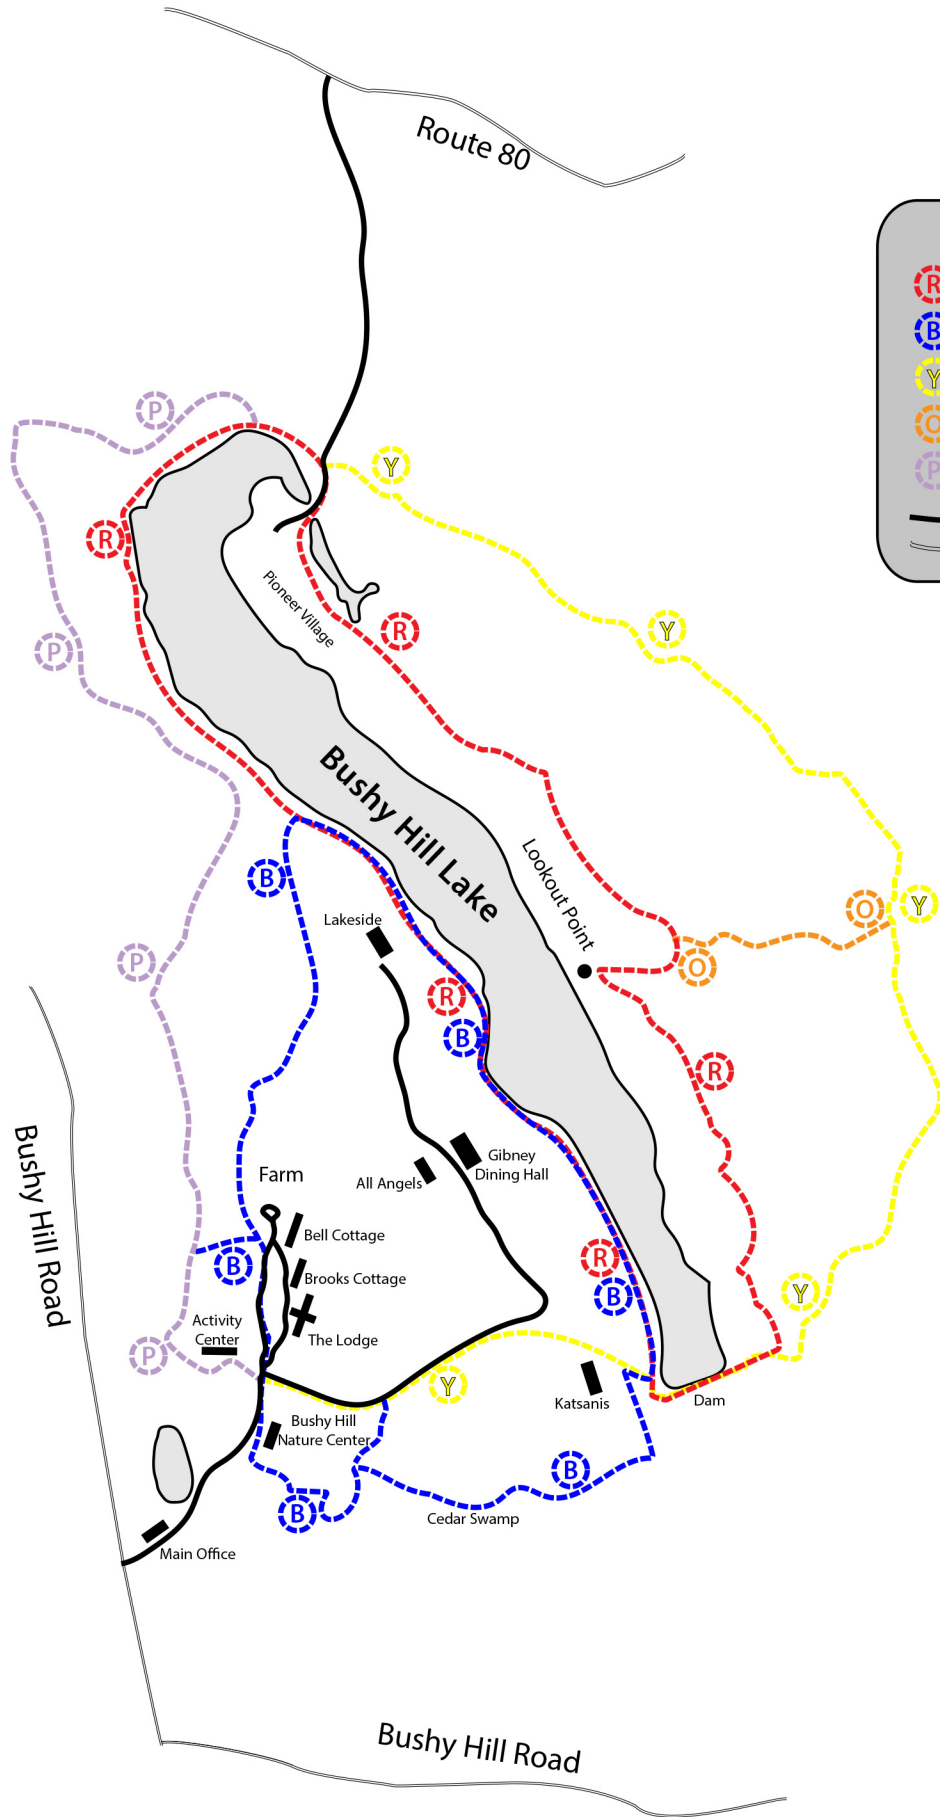 Route 80
R
B
Y
O
P
P
Y
R
P
R
Y
Pioneer Village
Bushy Hill Lake
B
Lookout Point
O
Y
Lakeside
P
O
R
B
R
Bushy Hill Road
Gibney
Dining Hall
All Angels
Farm
Bell Cottage
B
R
Brooks Cottage
B
Y
Activity
Center
The Lodge
P
Y
Katsanis
Dam
Bushy Hill
Nature Center
B
B
Cedar Swamp
Main Office
Bushy Hill Road